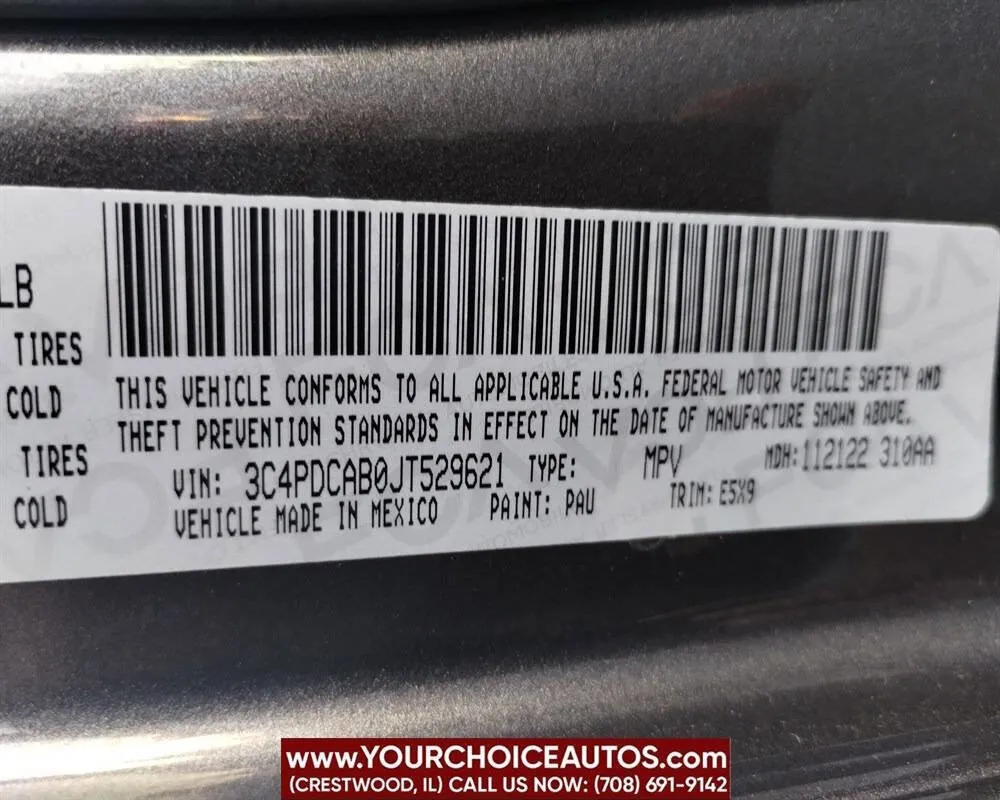 LB
TIRES
COLD
TIRES
COLD
THIS VEHICLE CONFORMS TO ALL APPLICABLE U.S.A. FEDERAL MOTOR VEHICLE SAFETY AND
THEFT PREVENTION STANDARDS IN EFFECT ON THE DATE OF MANUFACTURE SHOWN ABOVE.
VIN: 3C4PDCAB0JT529621 TYPE: MPV MDH: 112122 310AA
VEHICLE MADE IN MEXICO PAINT: PAU TRIM: E5X9
www.YOURCHOICEAUTOS.com
(CRESTWOOD, IL) CALL US NOW: (708) 691-9142